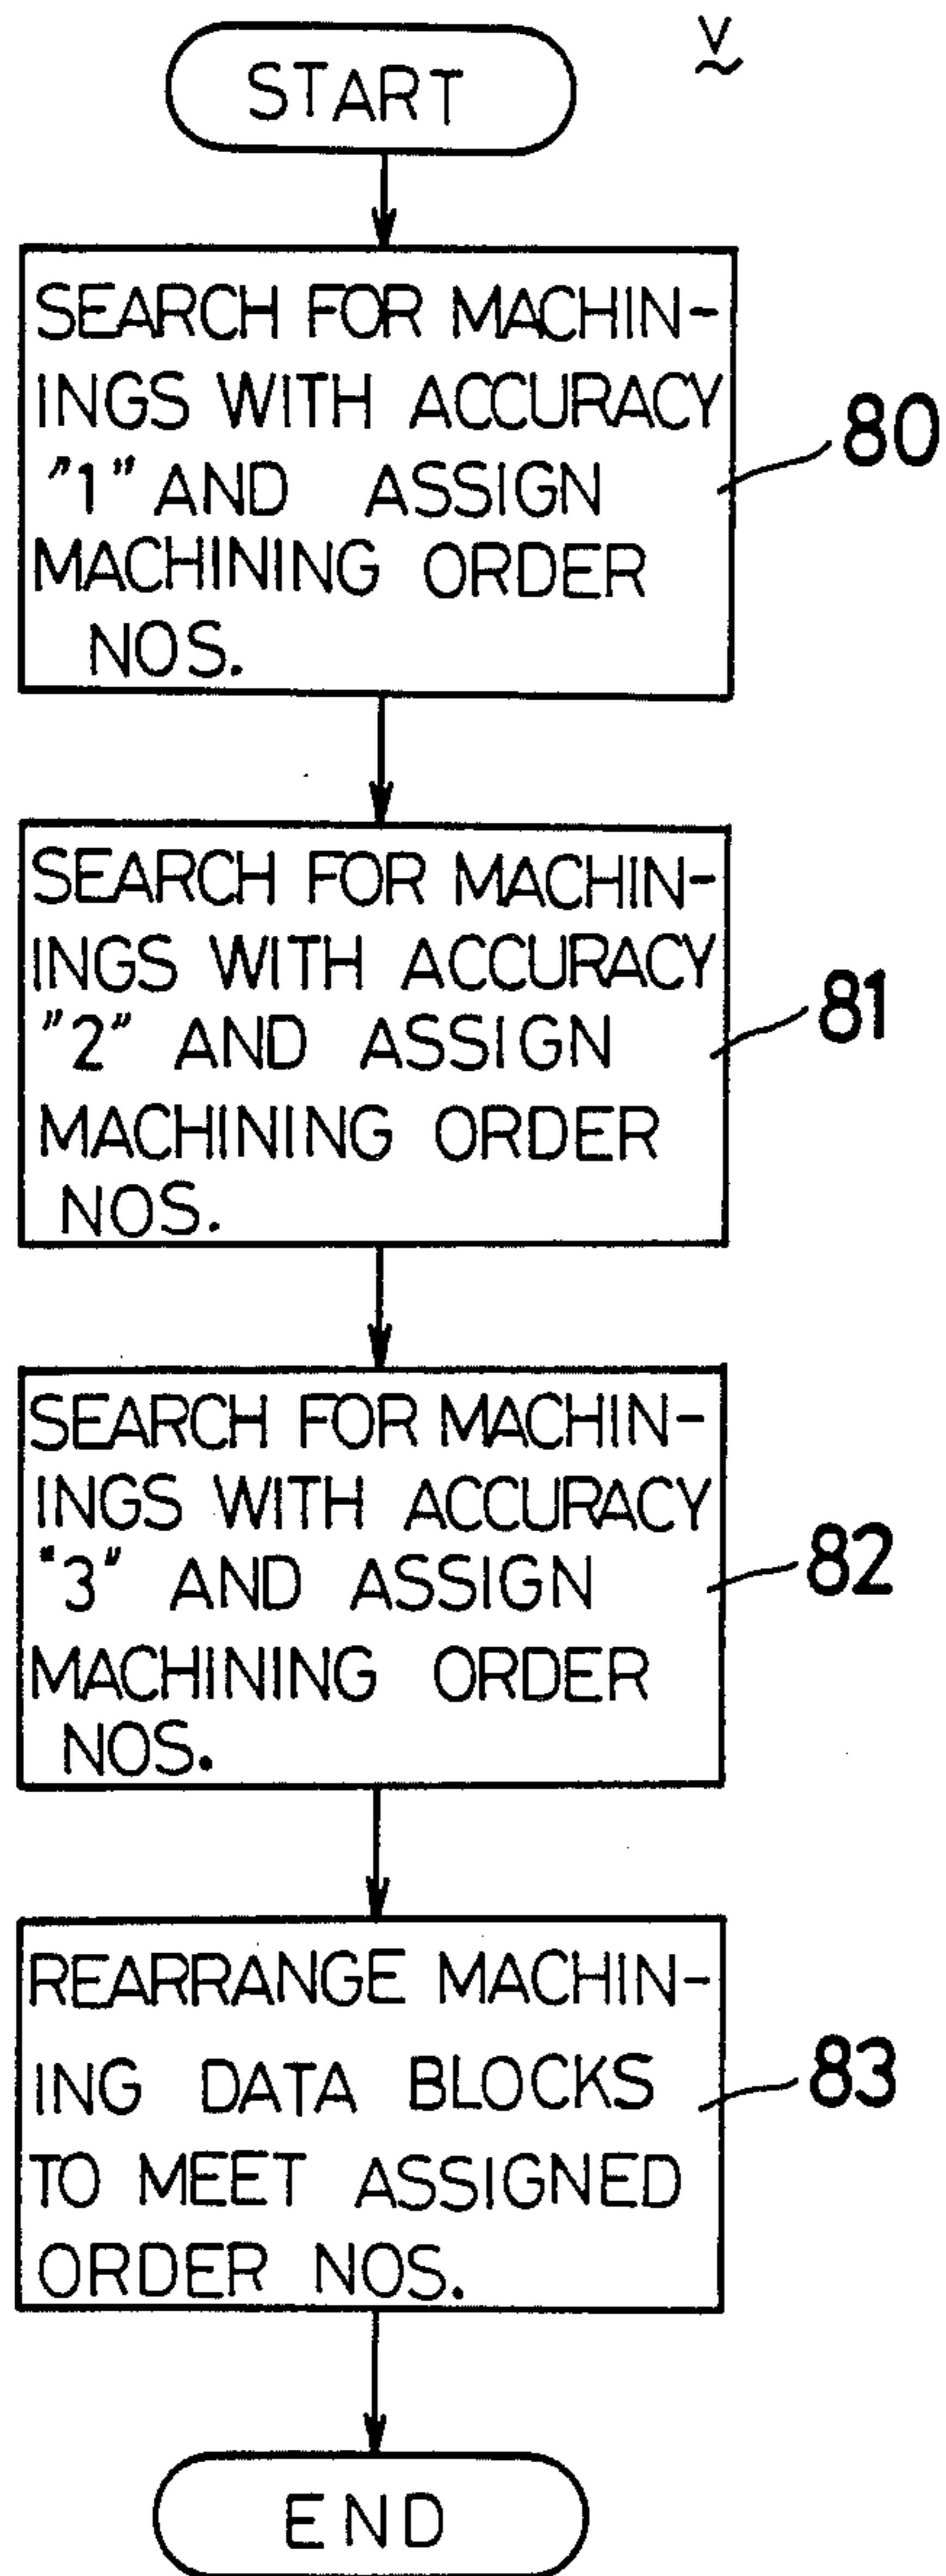 V
START
SEARCH FOR MACHIN-
INGS WITH ACCURACY
"1" AND ASSIGN
MACHINING ORDER
NOS.
80
SEARCH FOR MACHIN-
INGS WITH ACCURACY
"2" AND ASSIGN
MACHINING ORDER
NOS.
81
SEARCH FOR MACHIN-
INGS WITH ACCURACY
"3" AND ASSIGN
MACHINING ORDER
NOS.
82
REARRANGE MACHIN-
ING DATA BLOCKS
TO MEET ASSIGNED
ORDER NOS.
83
END